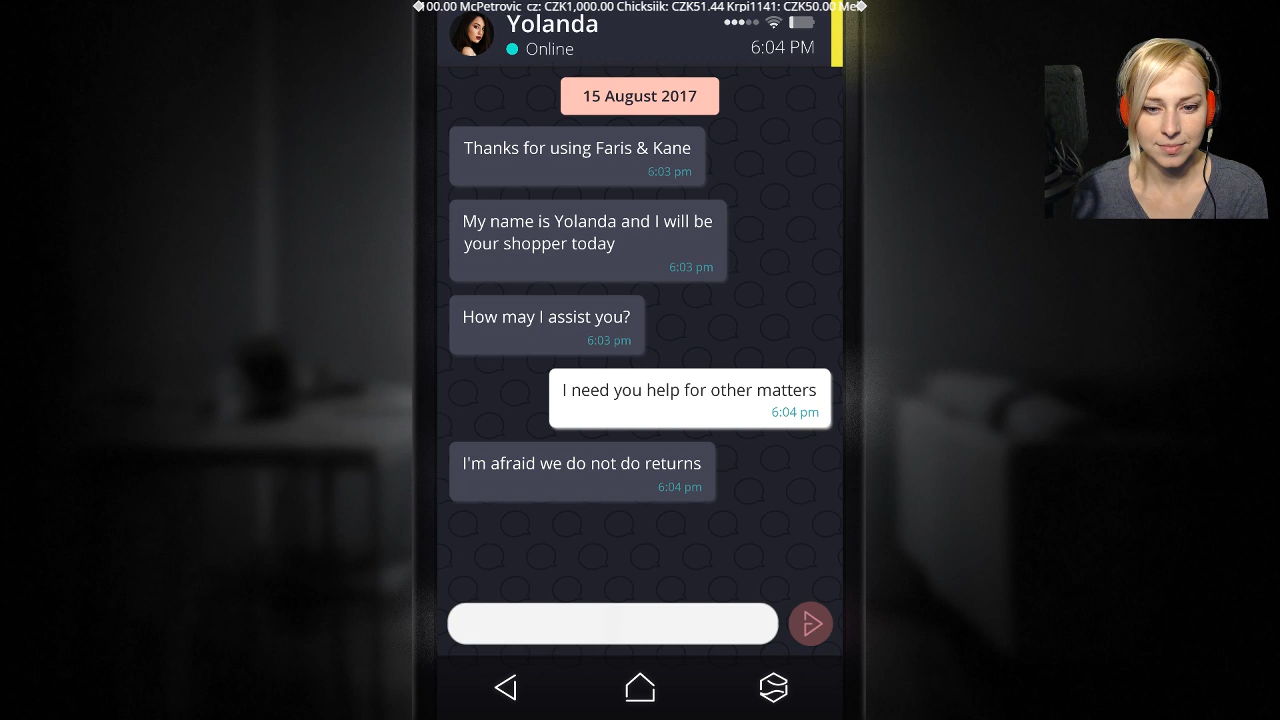 100.00 McPetrovic cz: CZK1,000.00 Chicksiik: CZK51.44 Krpi1141: CZK50.00
Yolanda
Online
6:04 PM
15 August 2017
Thanks for using Faris & Kane
6:03 pm
My name is Yolanda and I will be
your shopper today
6:03 pm
How may I assist you?
6:03 pm
I need you help for other matters
6:04 pm
I'm afraid we do not do returns
6:04 pm